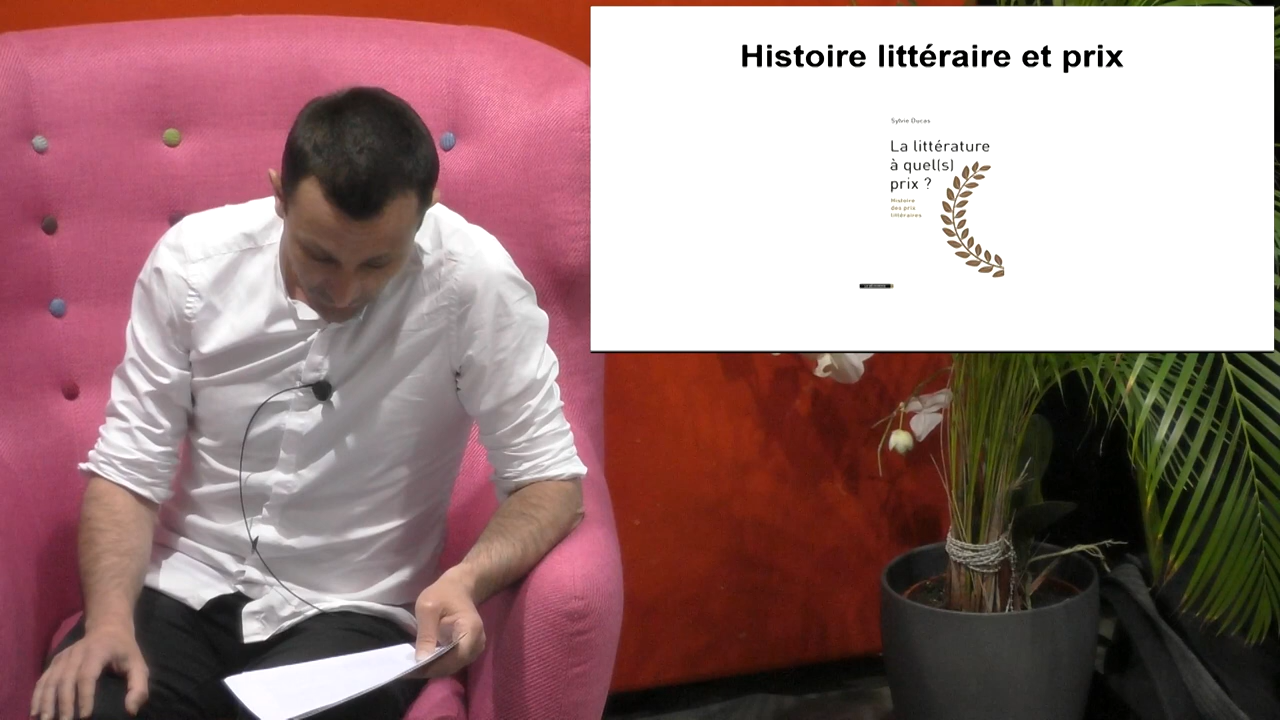 Histoire littéraire et prix
Sylvie Ducas
La littérature
à quel(s)
prix ?
Histoire
des prix
littéraires